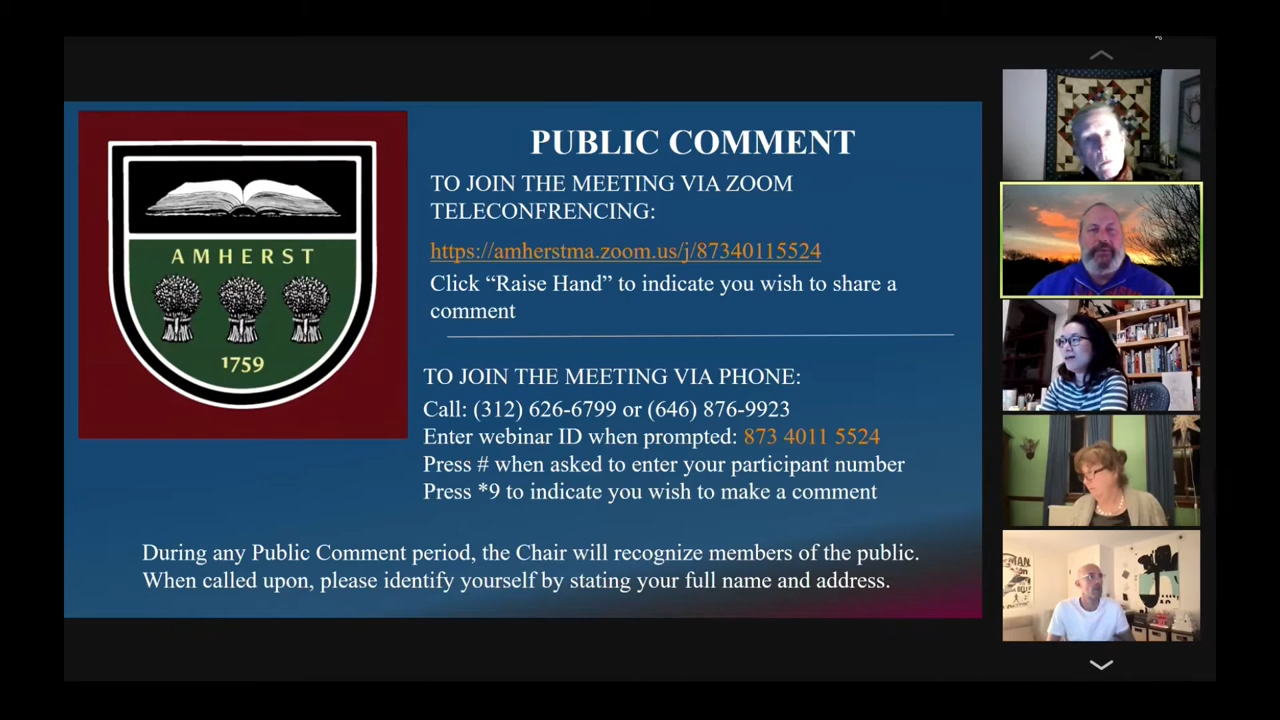 PUBLIC COMMENT
TO JOIN THE MEETING VIA ZOOM
TELECONFRENCING:
https://amherstma.zoom.us/j/87340115524
Click “Raise Hand” to indicate you wish to share a
comment
TO JOIN THE MEETING VIA PHONE:
Call: (312) 626-6799 or (646) 876-9923
Enter webinar ID when prompted: 873 4011 5524
Press # when asked to enter your participant number
Press *9 to indicate you wish to make a comment
During any Public Comment period, the Chair will recognize members of the public.
When called upon, please identify yourself by stating your full name and address.
AMHERST
1759